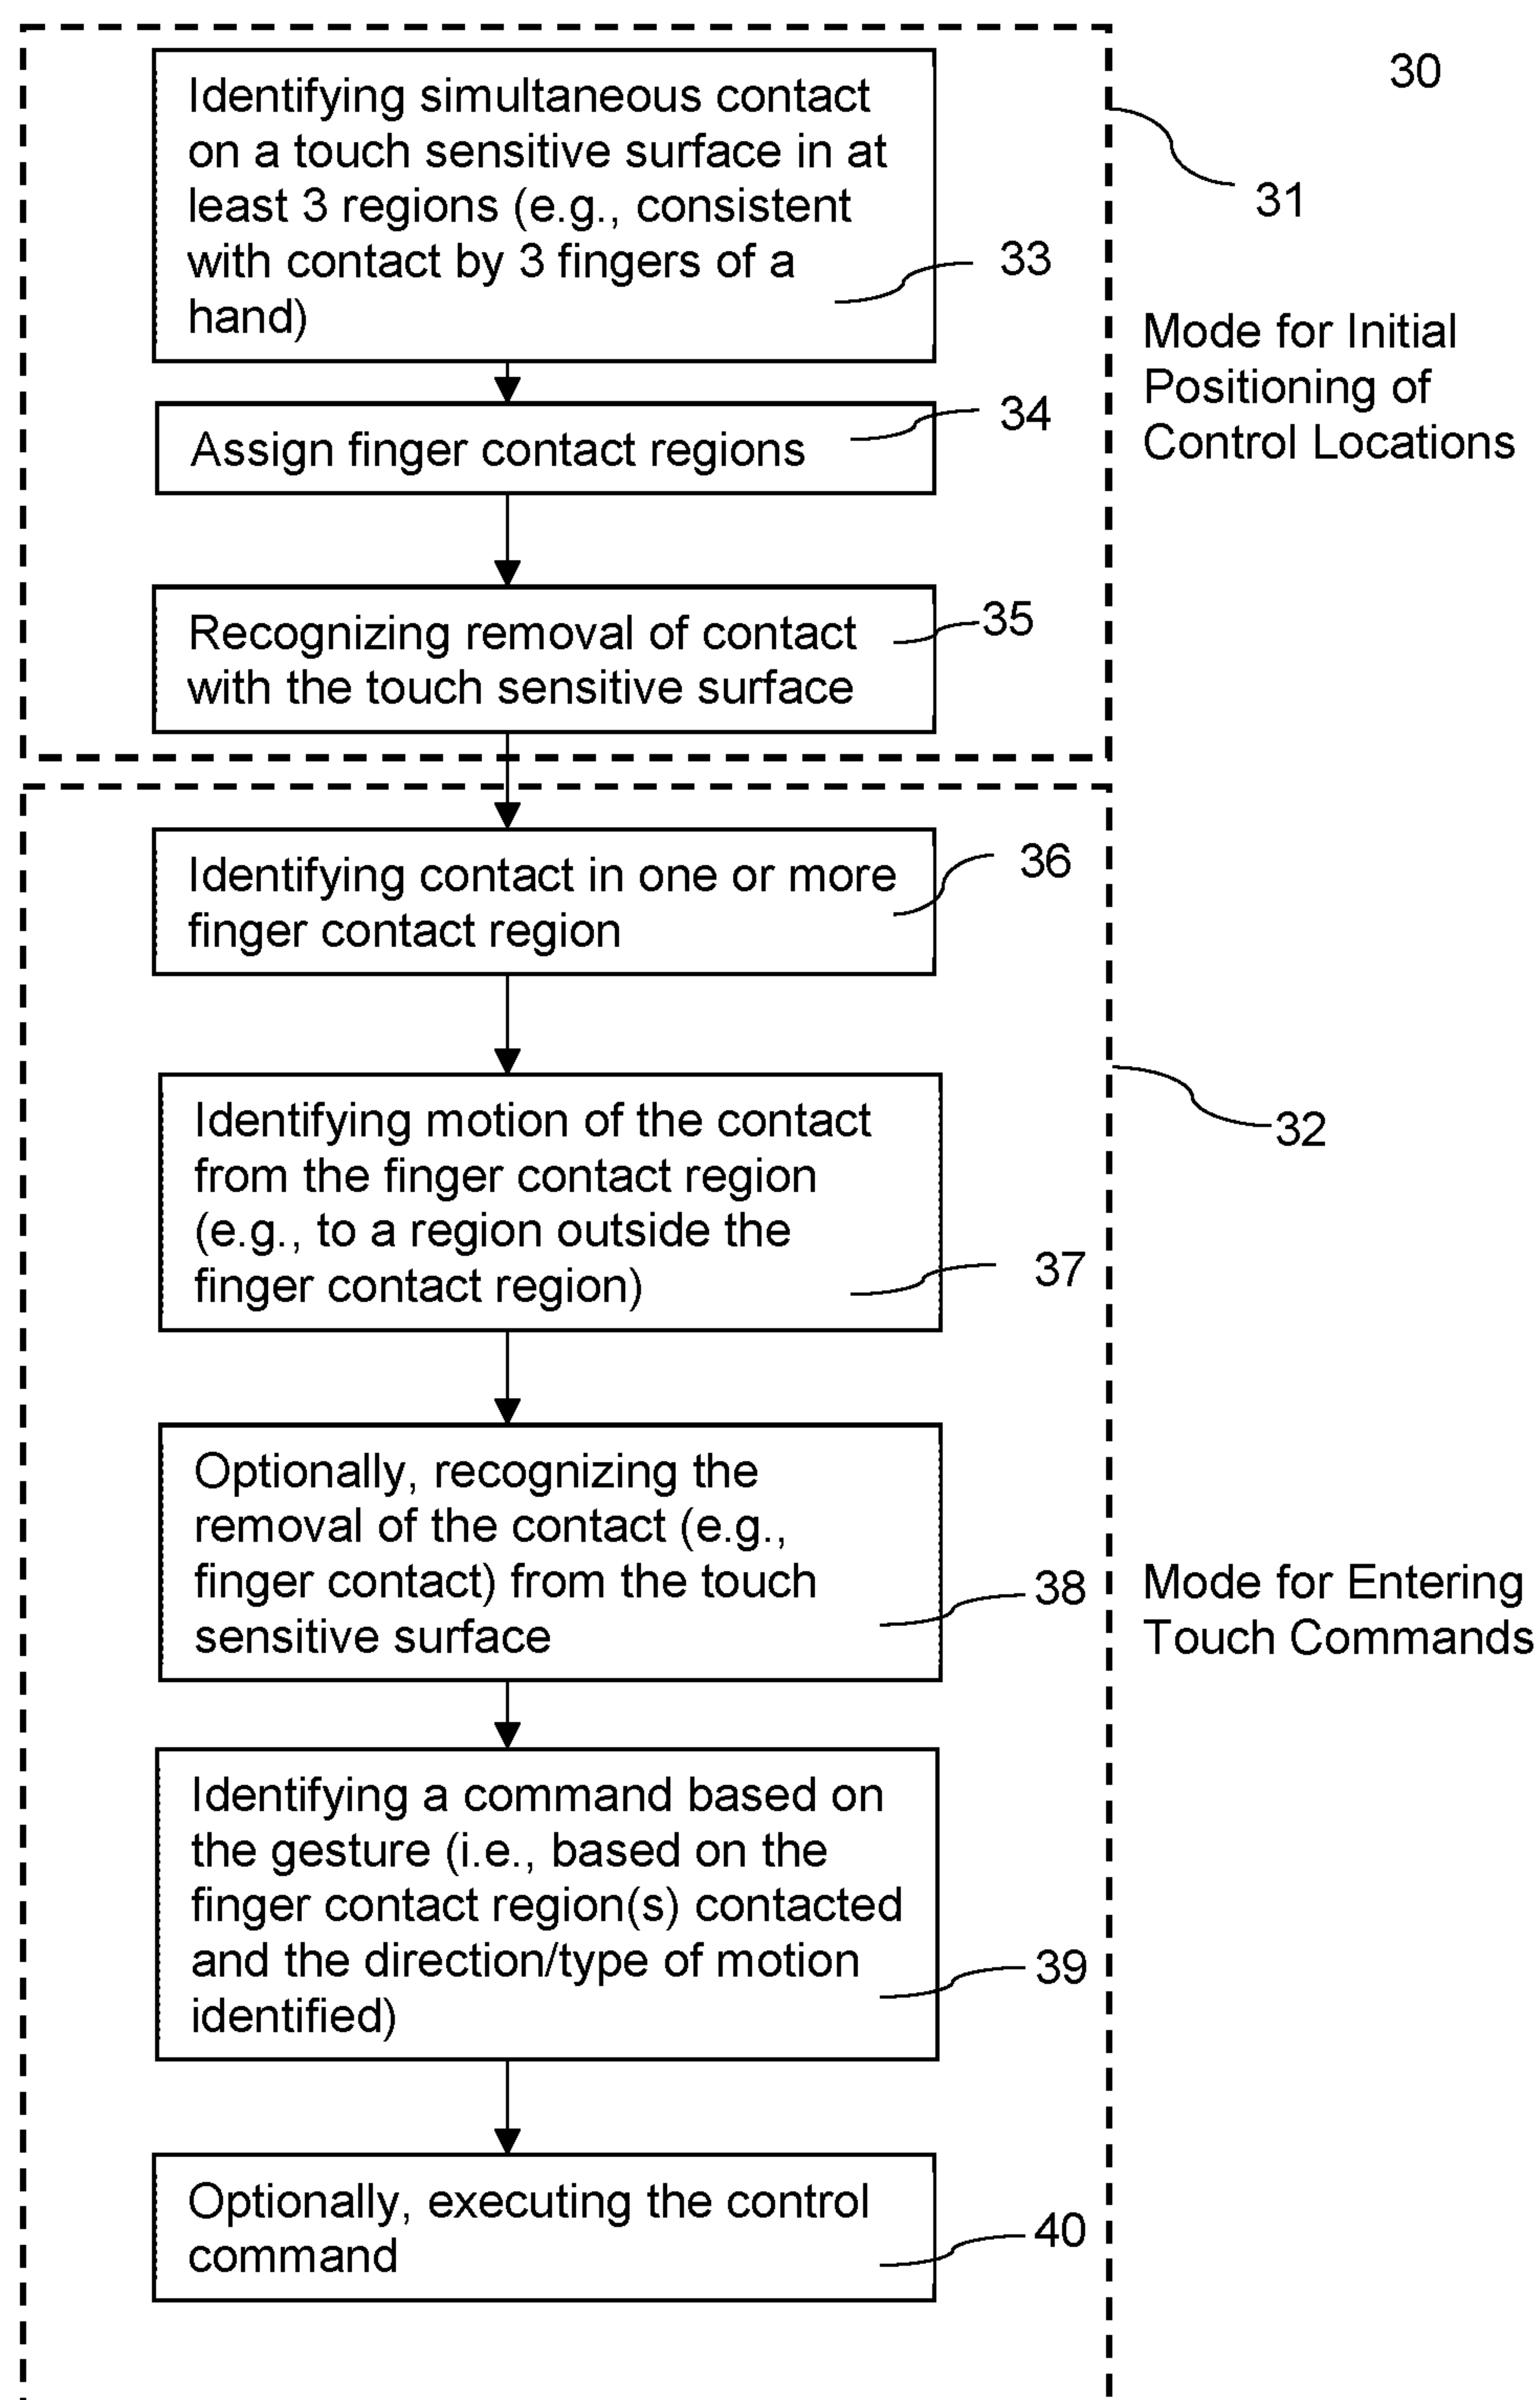 30
31
Identifying simultaneous contact
on a touch sensitive surface in at
least 3 regions (e.g., consistent
with contact by 3 fingers of a
hand)
33
Mode for Initial
Positioning of
Control Locations
Assign finger contact regions
34
Recognizing removal of contact
with the touch sensitive surface
35
Identifying contact in one or more
finger contact region
36
32
Identifying motion of the contact
from the finger contact region
(e.g., to a region outside the
finger contact region)
37
Optionally, recognizing the
removal of the contact (e.g.,
finger contact) from the touch
sensitive surface
38
Mode for Entering
Touch Commands
Identifying a command based on
the gesture (i.e., based on the
finger contact region(s) contacted
and the direction/type of motion
identified)
39
Optionally, executing the control
command
40